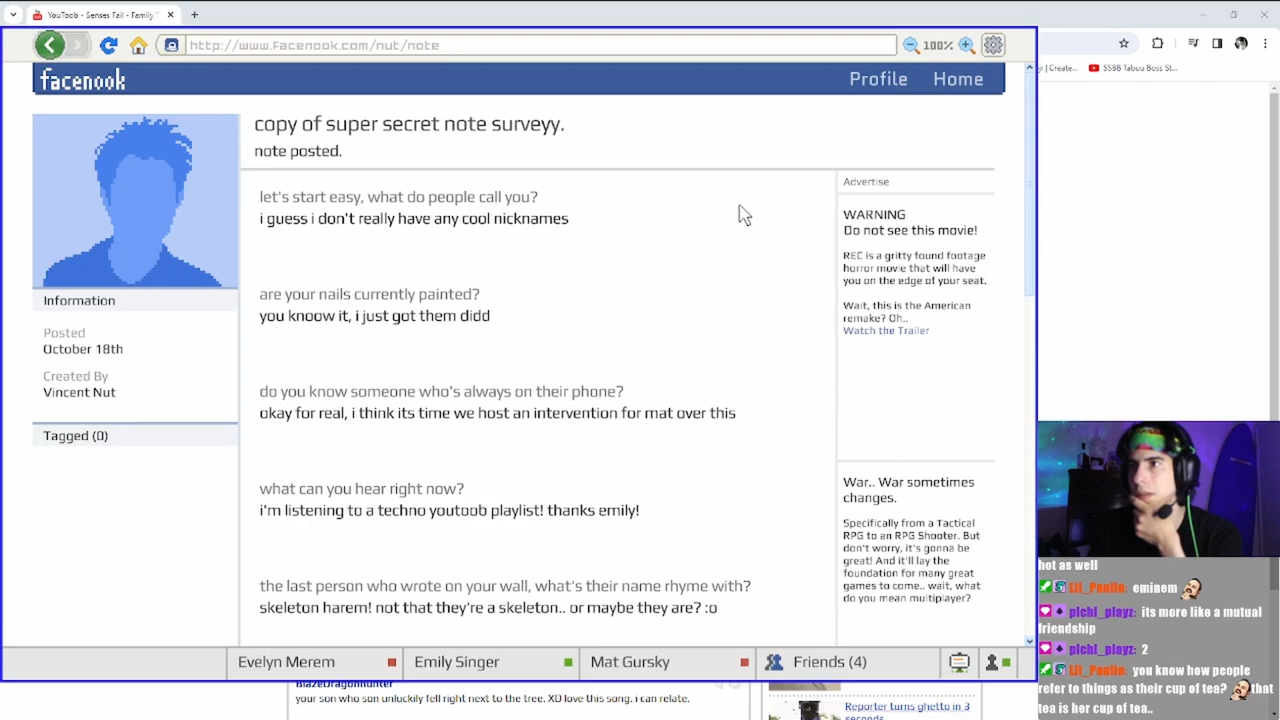 YouToob - Senses Fail - Family
http://www.facenook.com/nut/note
100%
j | Create...
SSBB Tabuu Boss St...
facenook
Profile
Home
copy of super secret note surveyy.
note posted.
let's start easy, what do people call you?
i guess i don't really have any cool nicknames
are your nails currently painted?
you knoow it, i just got them didd
do you know someone who's always on their phone?
okay for real, i think its time we host an intervention for mat over this
what can you hear right now?
i'm listening to a techno youtoob playlist! thanks emily!
the last person who wrote on your wall, what's their name rhyme with?
skeleton harem! not that they're a skeleton.. or maybe they are? :o
Information
Posted
October 18th
Created By
Vincent Nut
Tagged (0)
Advertise
WARNING
Do not see this movie!
REC is a gritty found footage
horror movie that will have
you on the edge of your seat.
Wait, this is the American
remake? Oh..
Watch the Trailer
War.. War sometimes
changes.
Specifically from a Tactical
RPG to an RPG Shooter. But
don't worry, it's gonna be
great! And it'll lay the
foundation for many great
games to come.. wait, what
do you mean multiplayer?
Evelyn Merem
Emily Singer
Mat Gursky
Friends (4)
BlazeDragonhunter
your son who son unluckily fell right next to the tree. XD love this song. i can relate.
Reporter turns ghetto in 3
seconds
hot as well
Lil_Paulio: eminem
plchl_playz: its more like a mutual
friendship
plchl_playz: 2
Lil_Paulio: you know how people
refer to things as their cup of tea? that
tea is her cup of tea..